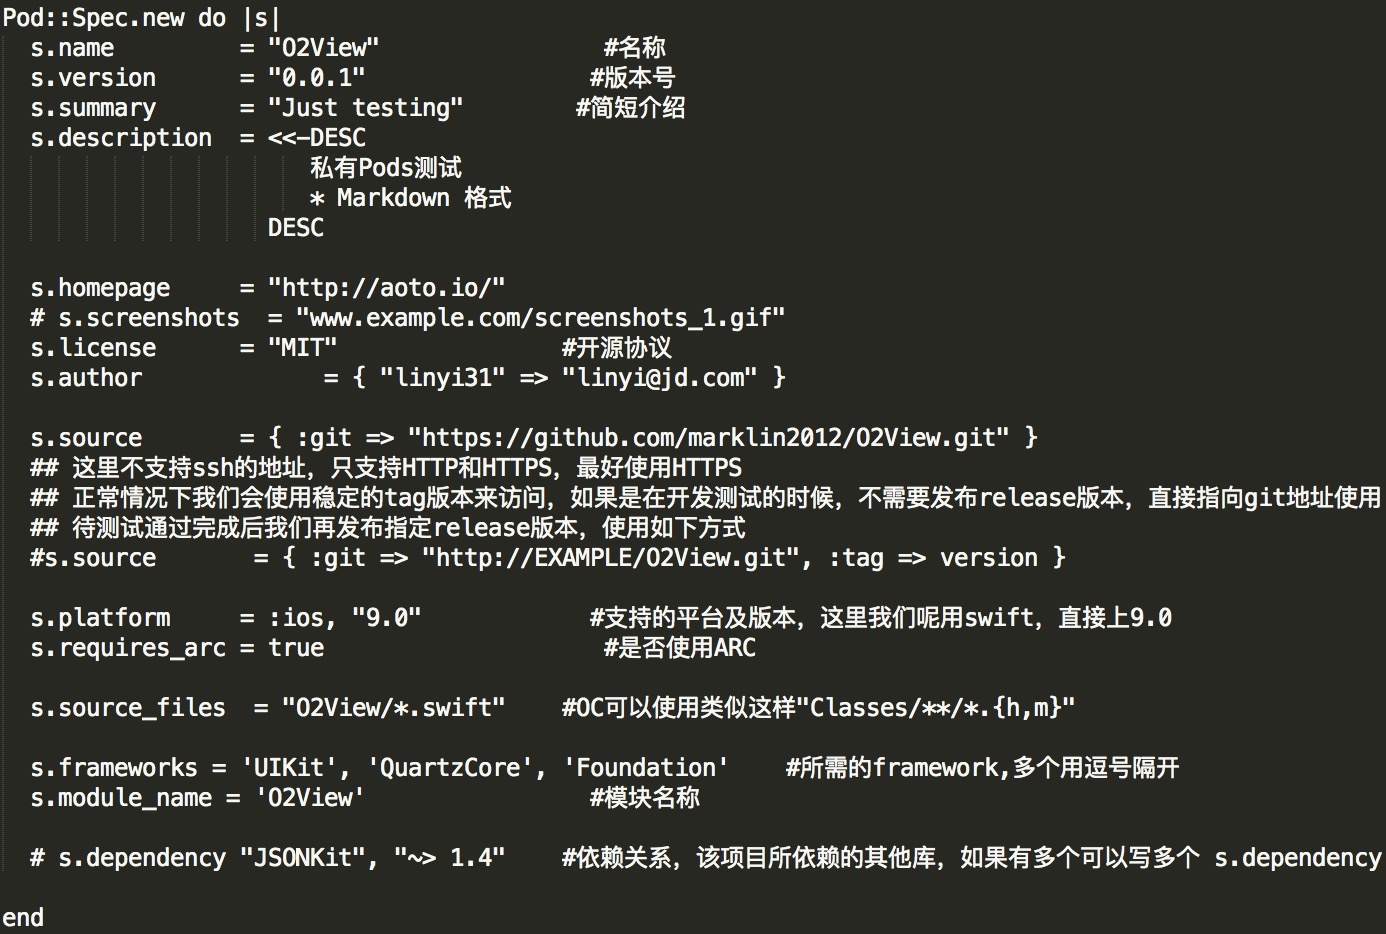 Pod::Spec.new do |s|
  s.name         = "O2View"                #名称
  s.version      = "0.0.1"                #版本号
  s.summary      = "Just testing"        #简短介绍
  s.description  = <<-DESC
                      私有Pods测试
                      * Markdown 格式
                   DESC

  s.homepage     = "http://aoto.io/"
  # s.screenshots  = "www.example.com/screenshots_1.gif"
  s.license      = "MIT"                #开源协议
  s.author             = { "linyi31" => "linyi@jd.com" }

  s.source       = { :git => "https://github.com/marklin2012/O2View.git" }
  ## 这里不支持ssh的地址，只支持HTTP和HTTPS，最好使用HTTPS
  ## 正常情况下我们会使用稳定的tag版本来访问，如果是在开发测试的时候，不需要发布release版本，直接指向git地址使用
  ## 待测试通过完成后我们再发布指定release版本，使用如下方式
  #s.source       = { :git => "http://EXAMPLE/O2View.git", :tag => version }

  s.platform     = :ios, "9.0"            #支持的平台及版本，这里我们呢用swift，直接上9.0
  s.requires_arc = true                    #是否使用ARC

  s.source_files  = "O2View/*.swift"    #OC可以使用类似这样"Classes/**/*.{h,m}"

  s.frameworks = 'UIKit', 'QuartzCore', 'Foundation'    #所需的framework,多个用逗号隔开
  s.module_name = 'O2View'                #模块名称

  # s.dependency "JSONKit", "~> 1.4"    #依赖关系，该项目所依赖的其他库，如果有多个可以写多个 s.dependency

end